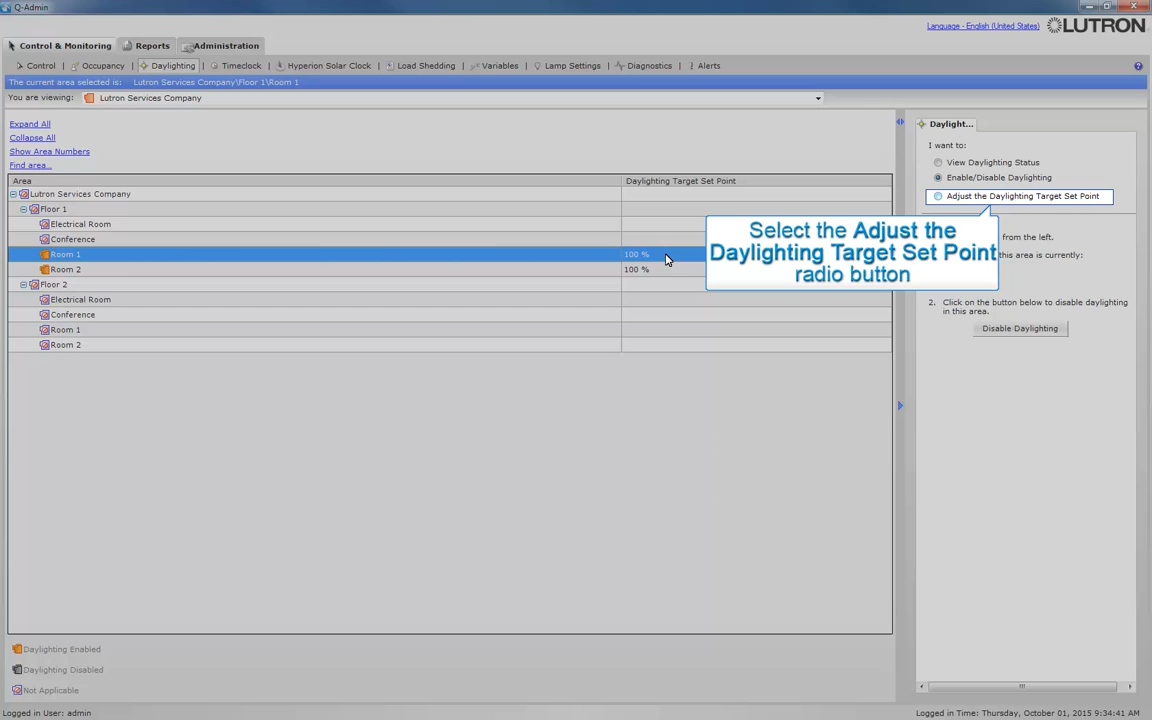 Q-Admin
Language - English (United States)
LUTRON
Control & Monitoring
Reports
Administration
Control | Occupancy | Daylighting | Timeclock | Hyperion Solar Clock | Load Shedding | Variables | Lamp Settings | Diagnostics | Alerts
The current area selected is: Lutron Services Company\Floor 1\Room 1
You are viewing: Lutron Services Company
Expand All
Collapse All
Show Area Numbers
Find area...
Area Daylighting Target Set Point
Lutron Services Company
Floor 1
Electrical Room
Conference
Room 1 100 %
Room 2 100 %
Floor 2
Electrical Room
Conference
Room 1
Room 2
Daylighting Enabled
Daylighting Disabled
Not Applicable
Daylight...
I want to:
View Daylighting Status
Enable/Disable Daylighting
Adjust the Daylighting Target Set Point
Select the Adjust the
Daylighting Target Set Point
radio button
from the left.
this area is currently:
2. Click on the button below to disable daylighting
in this area.
Disable Daylighting
Logged in User: admin
Logged in Time: Thursday, October 01, 2015 9:34:41 AM